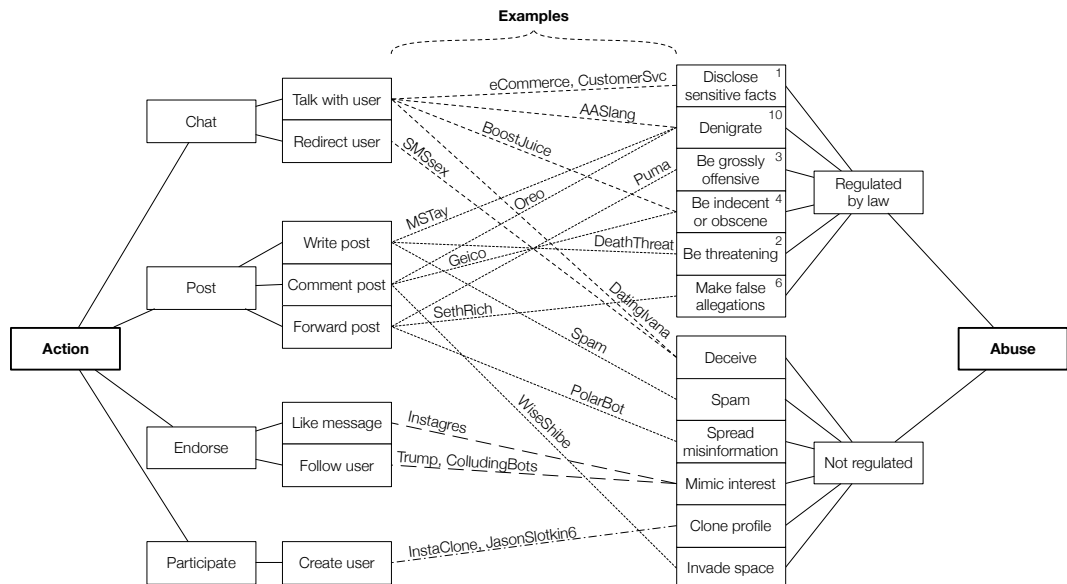 Examples
Action
Chat
Post
Endorse
Participate
Talk with user
Redirect user
Write post
Comment post
Forward post
Like message
Follow user
Create user
eCommerce, CustomerSvc
AASlang
BoostJuice
SMSsex
MSTay
Oreo
Puma
Geico
DeathThreat
SethRich
DatingIvana
Spam
PolarBot
WiseShibe
Instagres
Trump, ColludingBots
InstaClone, JasonSlotkin6
Disclose 1
sensitive facts
Denigrate 10
Be grossly 3
offensive
Be indecent 4
or obscene
Be threatening 2
Make false 6
allegations
Deceive
Spam
Spread
misinformation
Mimic interest
Clone profile
Invade space
Regulated
by law
Not regulated
Abuse